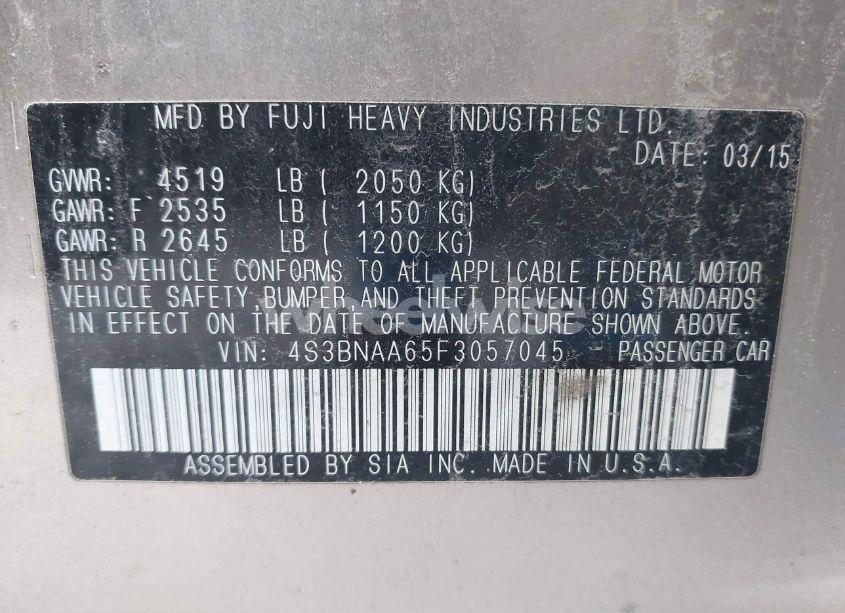 MFD BY FUJI HEAVY INDUSTRIES LTD.
DATE: 03/15
GVWR: 4519 LB ( 2050 KG)
GAWR: F 2535 LB ( 1150 KG)
GAWR: R 2645 LB ( 1200 KG)
THIS VEHICLE CONFORMS TO ALL APPLICABLE FEDERAL MOTOR
VEHICLE SAFETY, BUMPER AND THEFT PREVENTION STANDARDS
IN EFFECT ON THE DATE OF MANUFACTURE SHOWN ABOVE.
wheelwise
VIN: 4S3BNAA65F3057045 PASSENGER CAR
ASSEMBLED BY SIA INC. MADE IN U.S.A.